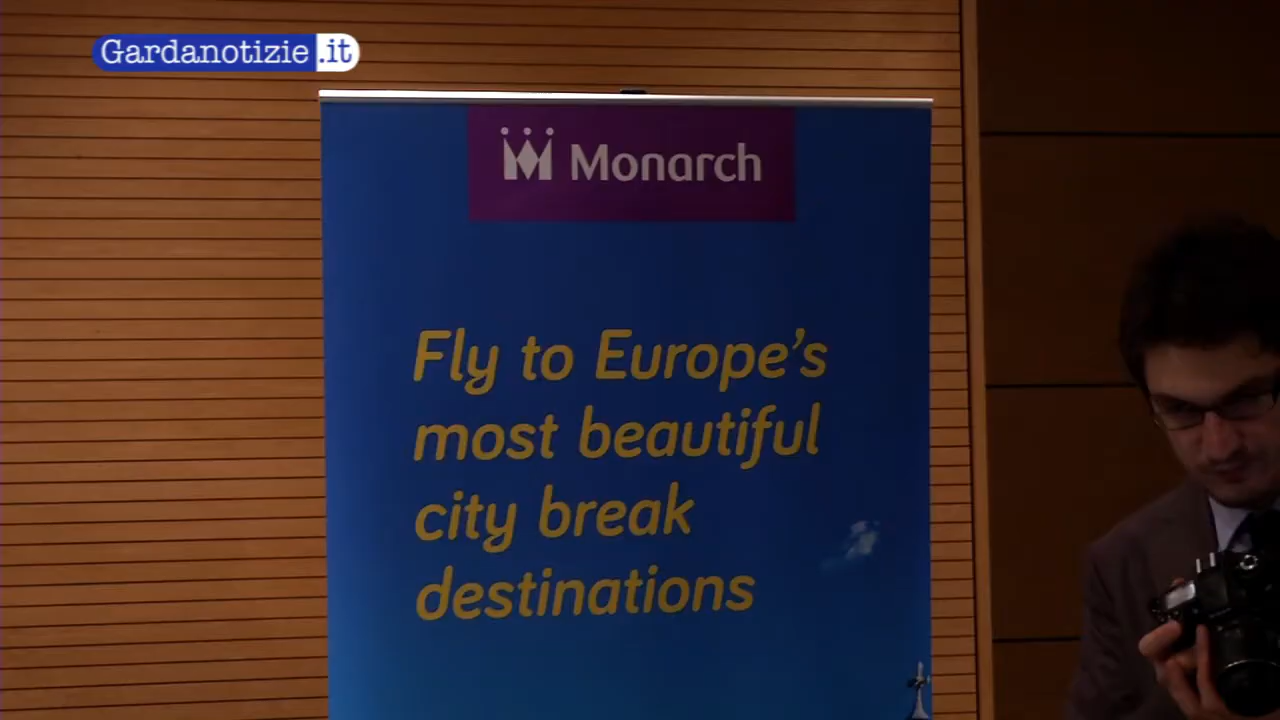 Gardanotizie.it
Monarch
Fly to Europe's
most beautiful
city break
destinations